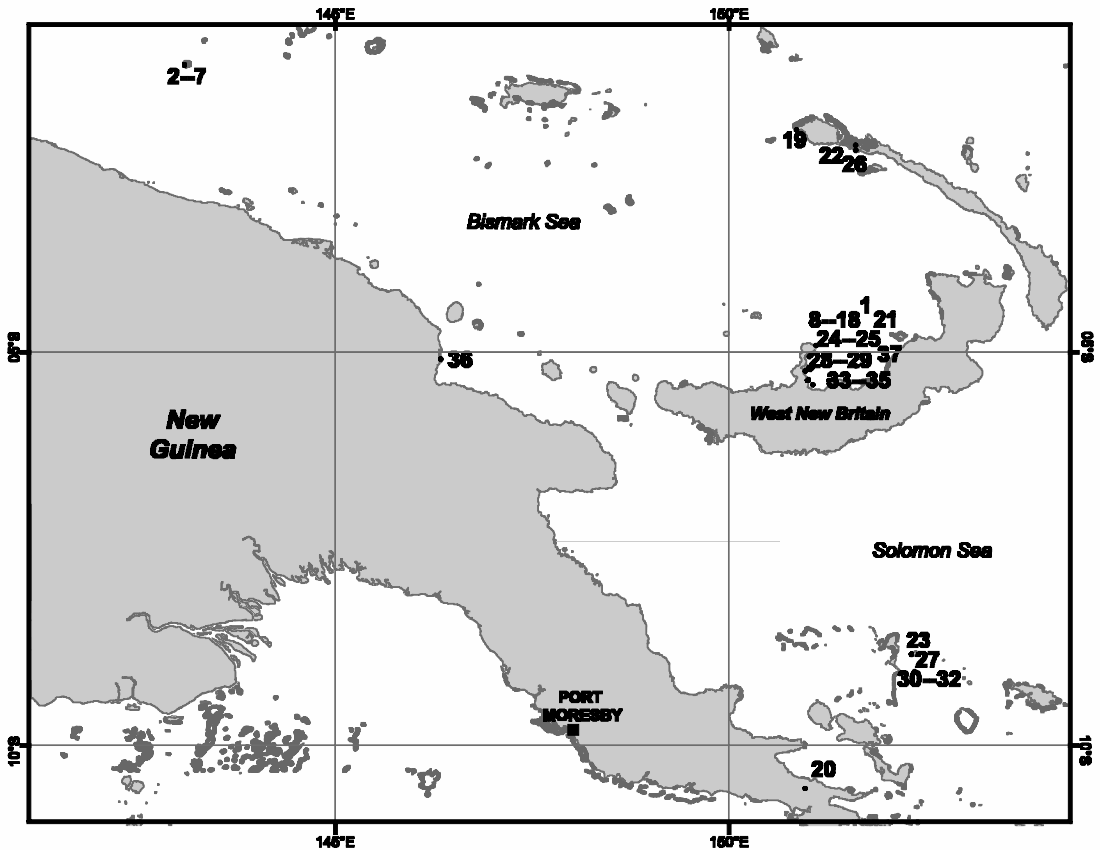 145°E 150°E
2–7
19
22
26
Bismark Sea
1
8–18 21
24–25
05°S 05°S
37
36 28–29
33–35
West New Britain
New
Guinea
Solomon Sea
23
27
30–32
PORT
MORESBY
10°S 10°S
20
145°E 150°E